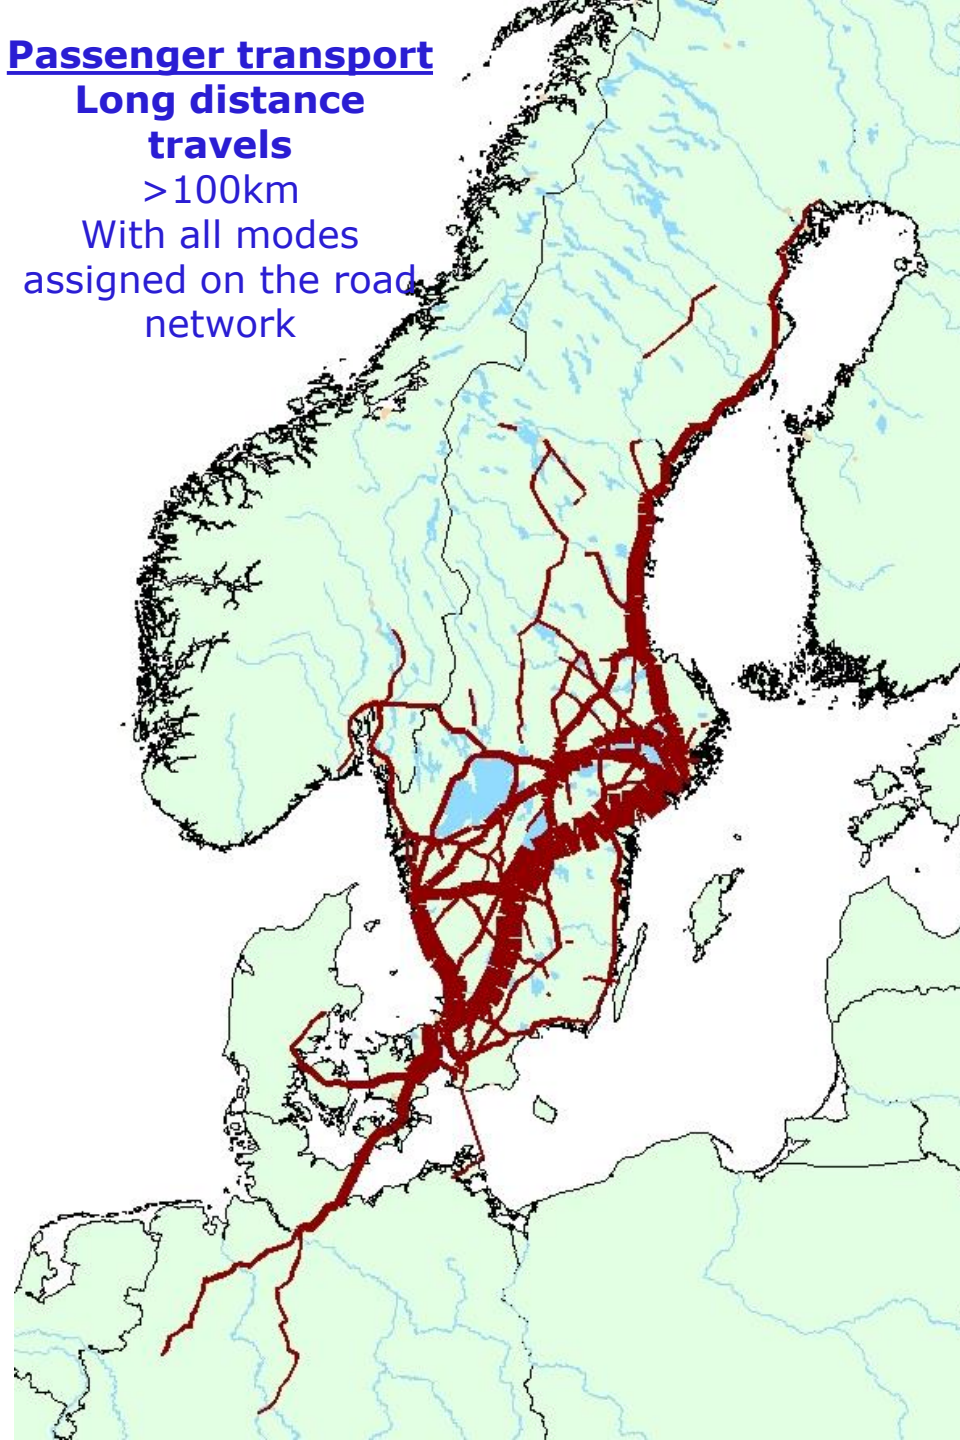 Passenger transport
Long distance
travels
>100km
With all modes
assigned on the road
network